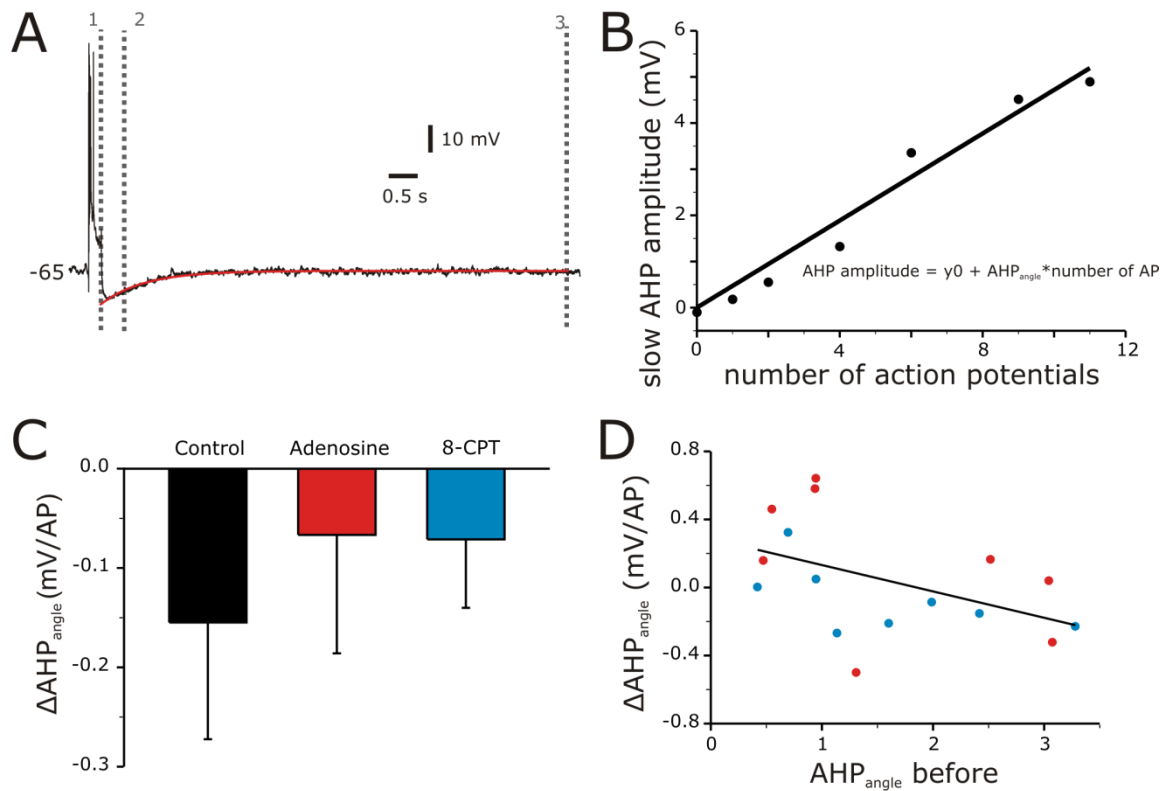 A
1
2
3
10 mV
0.5 s
-65
B
slow AHP amplitude (mV)
6
4
2
0
AHP amplitude = y0 + AHPangle*number of AP
0 4 8 12
number of action potentials
C
Control Adenosine 8-CPT
ΔAHPangle (mV/AP)
0.0
-0.1
-0.2
-0.3
D
ΔAHPangle (mV/AP)
0.8
0.4
0.0
-0.4
-0.8
0 1 2 3
AHPangle before